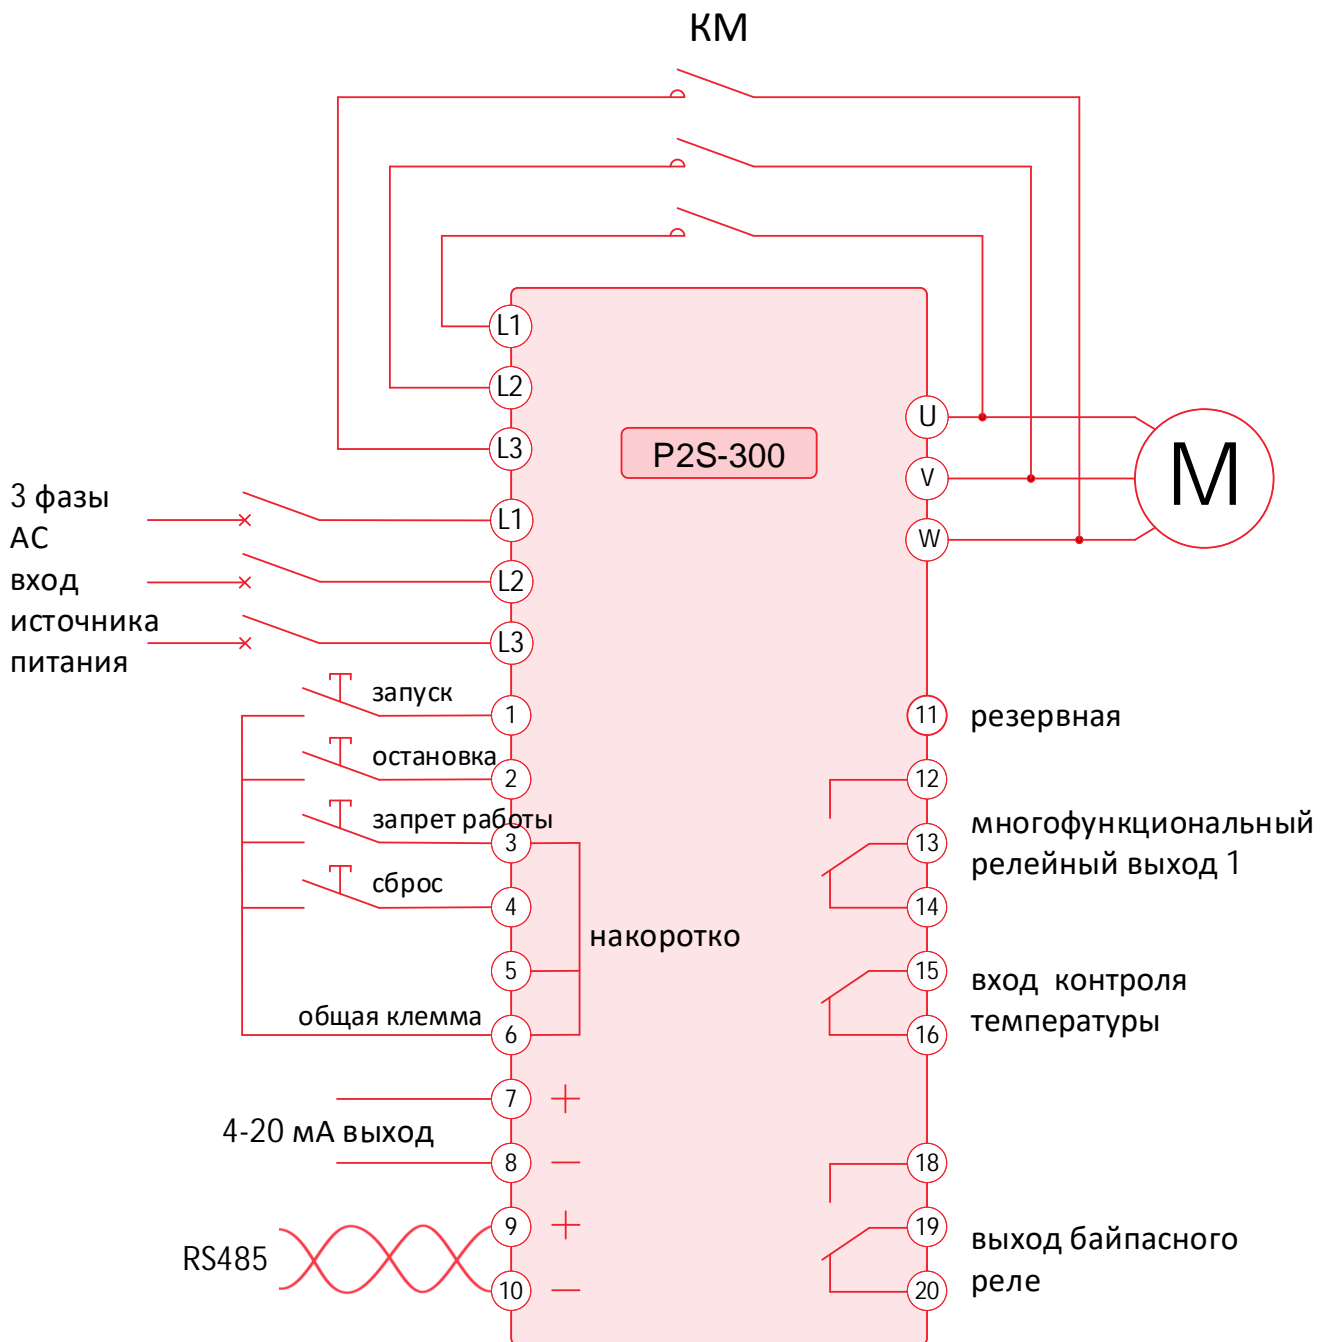 КМ
L1
L2
L3
P2S-300
U
V
W
M
3 фазы
АС
вход
источника
питания
L1
L2
L3
запуск
1
остановка
2
запрет работы
3
сброс
4
накоротко
5
общая клемма
6
7
+
4-20 мА выход
8
−
9
+
RS485
10
−
11
резервная
12
многофункциональный
13
релейный выход 1
14
15
вход контроля
температуры
16
18
19
выход байпасного
реле
20